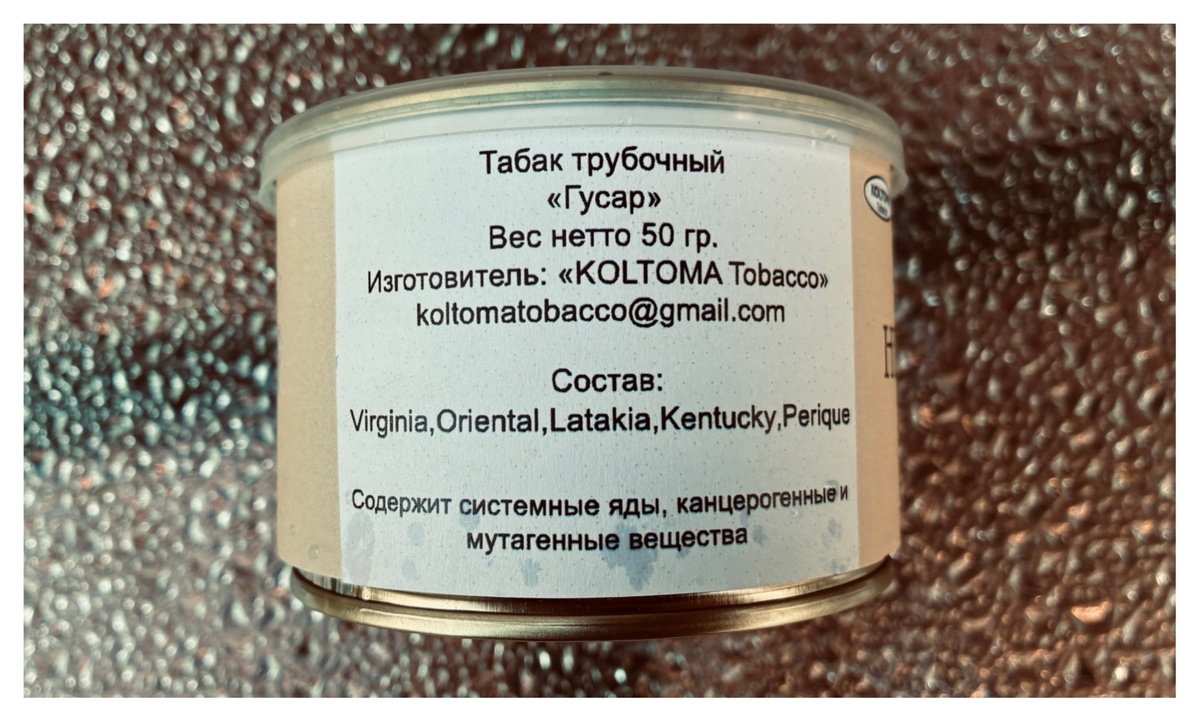 Табак трубочный
«Гусар»
Вес нетто 50 гр.
Изготовитель: «KOLTOMA Tobacco»
koltomatobacco@gmail.com
Состав:
Virginia,Oriental,Latakia,Kentucky,Perique
Содержит системные яды, канцерогенные и
мутагенные вещества